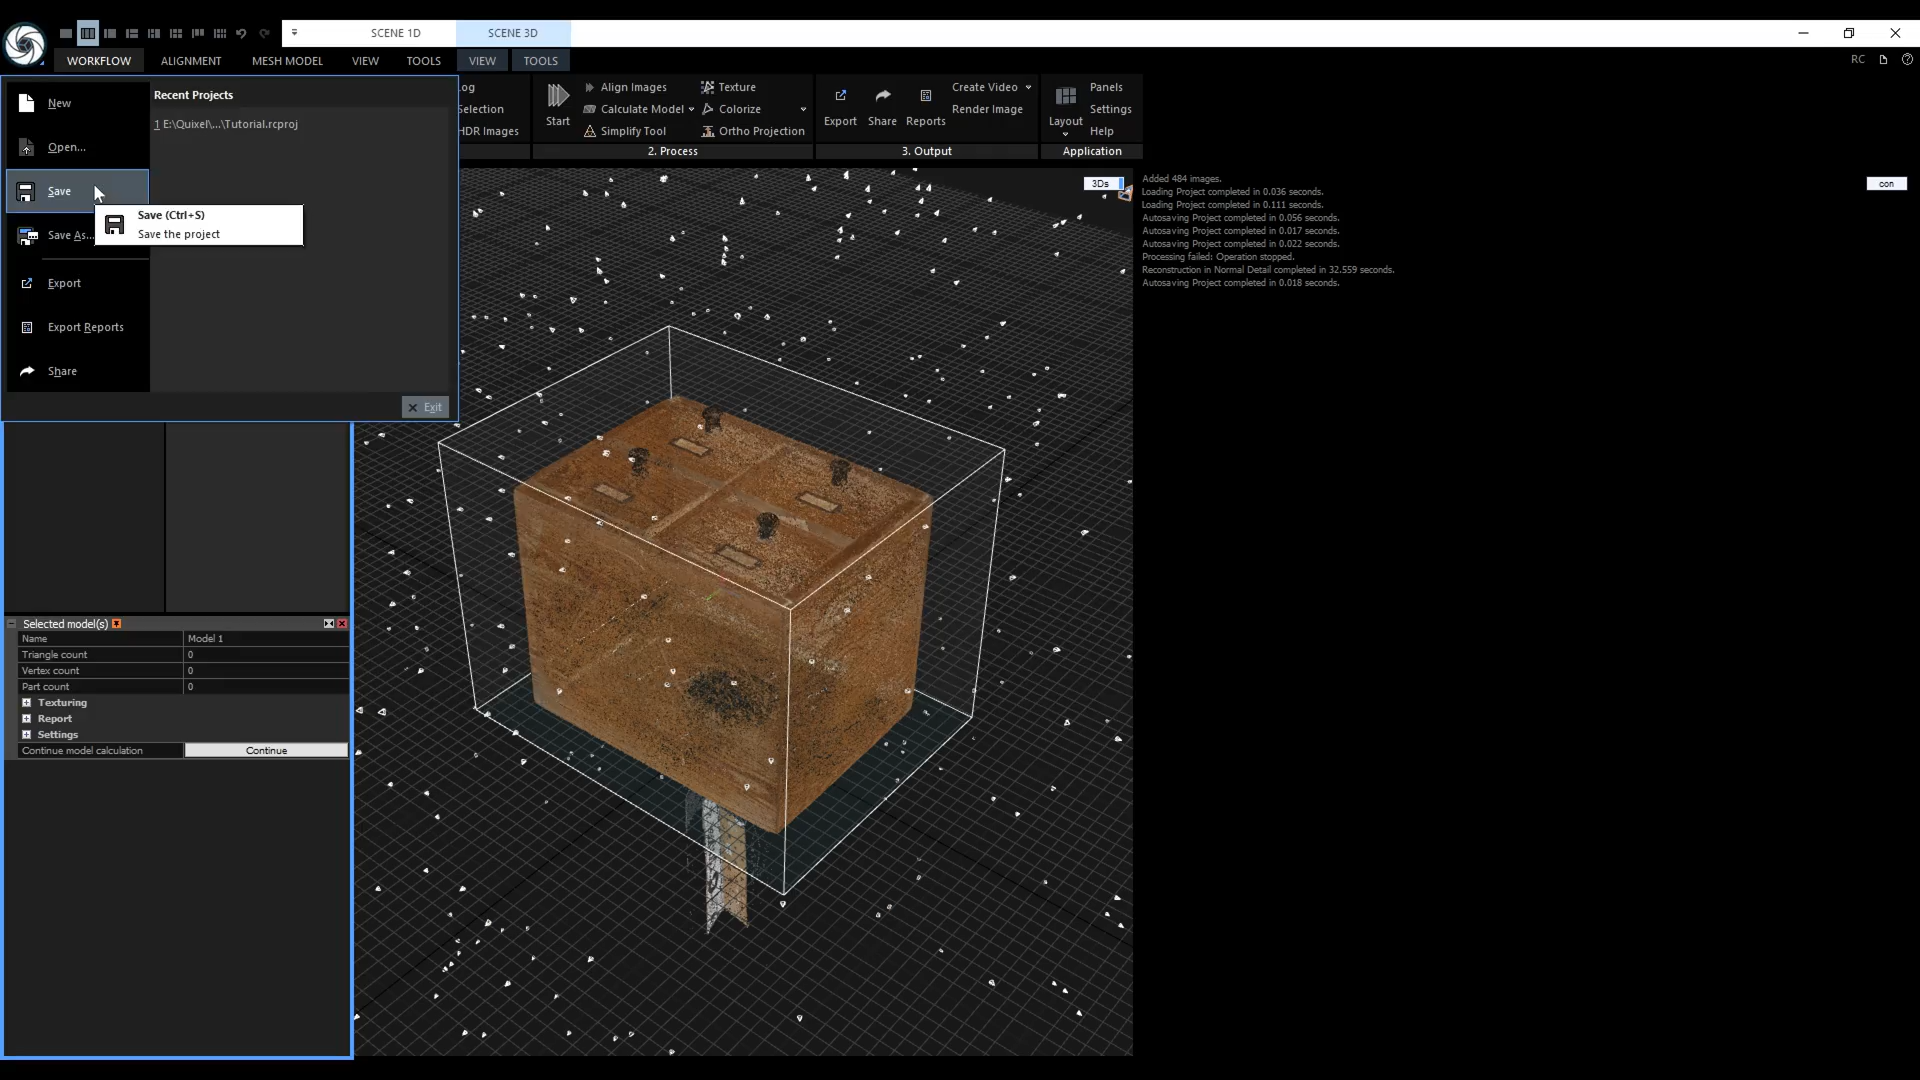 SCENE 1D
SCENE 3D
WORKFLOW
ALIGNMENT
MESH MODEL
VIEW
TOOLS
VIEW
TOOLS
RC
New
Open...
Save
Save As...
Export
Export Reports
Share
Recent Projects
1 E:\Quixel\...\Tutorial.rcproj
Exit
Save (Ctrl+S)
Save the project
og
Selection
HDR Images
Start
Align Images
Calculate Model
Simplify Tool
Texture
Colorize
Ortho Projection
2. Process
Export
Share
Reports
Create Video
Render Image
3. Output
Layout
Panels
Settings
Help
Application
3Ds
con
Added 484 images.
Loading Project completed in 0.036 seconds.
Loading Project completed in 0.111 seconds.
Autosaving Project completed in 0.056 seconds.
Autosaving Project completed in 0.017 seconds.
Autosaving Project completed in 0.022 seconds.
Processing failed: Operation stopped.
Reconstruction in Normal Detail completed in 32.559 seconds.
Autosaving Project completed in 0.018 seconds.
Selected model(s)
Name Model 1
Triangle count 0
Vertex count 0
Part count 0
Texturing
Report
Settings
Continue model calculation Continue